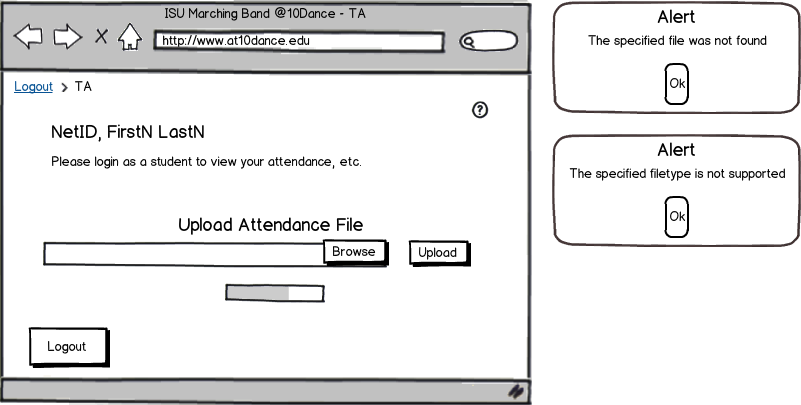 ISU Marching Band @10Dance - TA
http://www.at10dance.edu
Logout > TA
?
NetID, FirstN LastN
Please login as a student to view your attendance, etc.
Upload Attendance File
Browse
Upload
Logout
Alert
The specified file was not found
Ok
Alert
The specified filetype is not supported
Ok